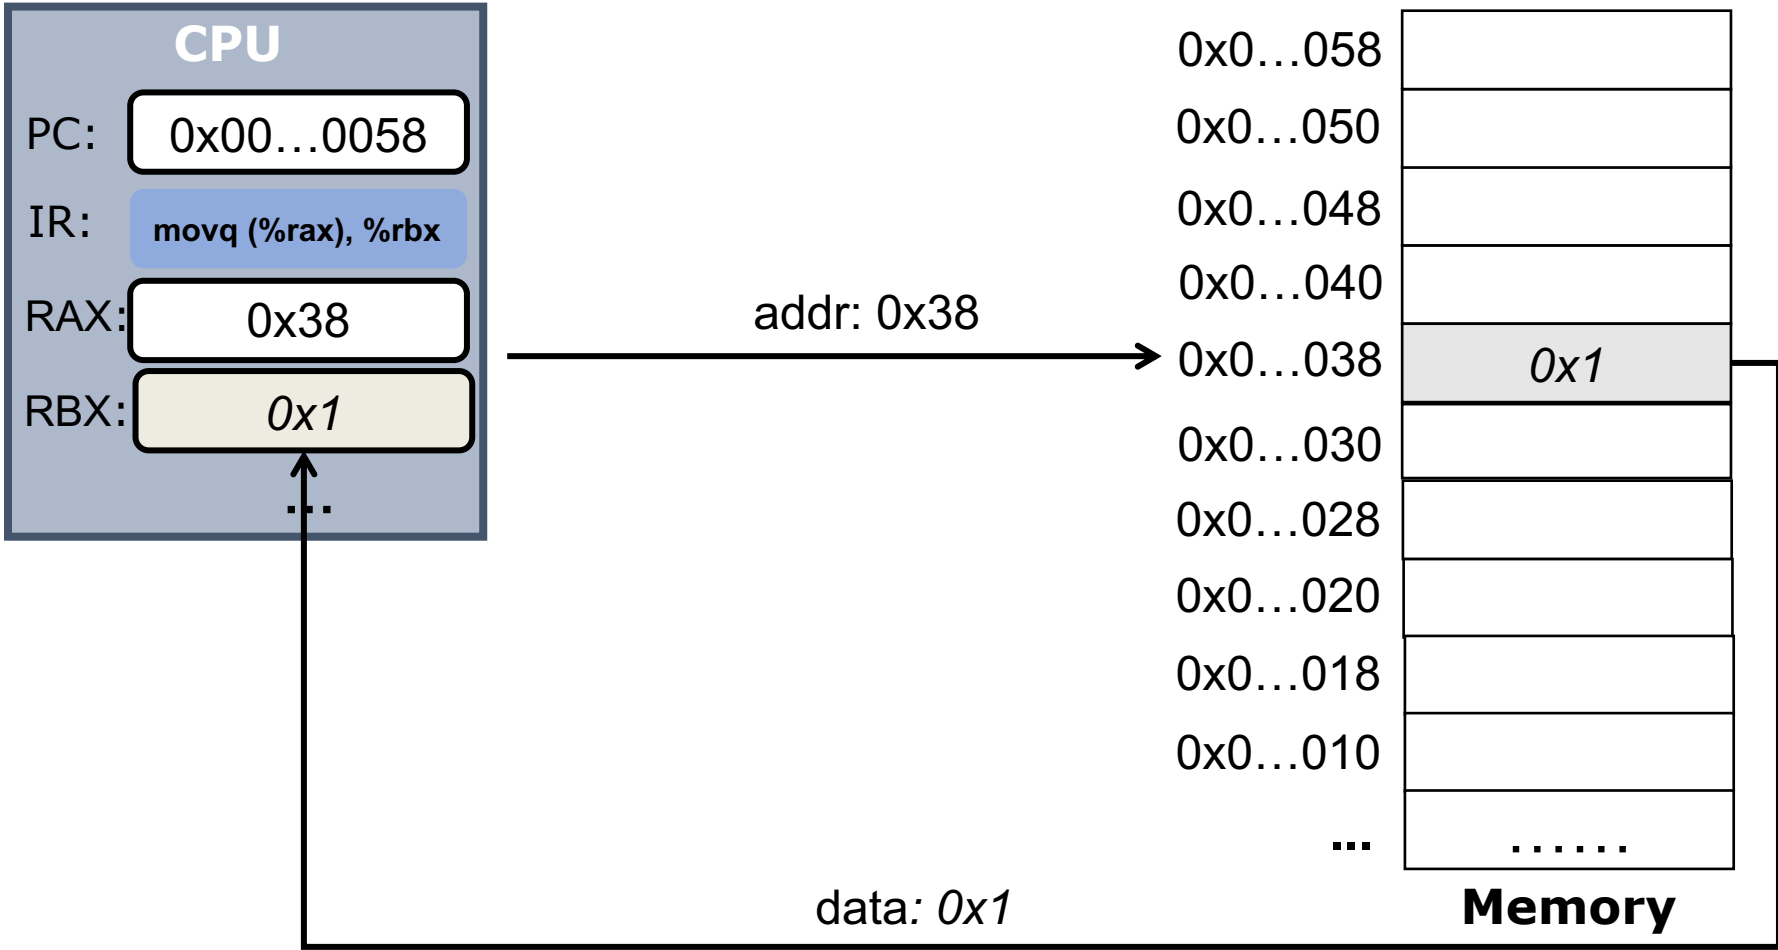 CPU
PC: 0x00...0058
IR: movq (%rax), %rbx
RAX: 0x38
RBX: 0x1
...
addr: 0x38
0x0...058
0x0...050
0x0...048
0x0...040
0x0...038 0x1
0x0...030
0x0...028
0x0...020
0x0...018
0x0...010
... ......
data: 0x1
Memory